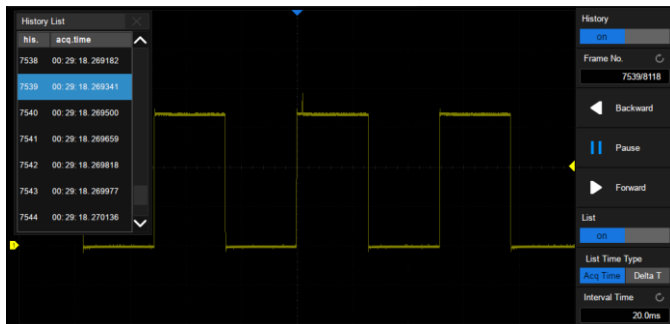 History List
his. acq.time
7538 00: 29: 18. 269182
7539 00: 29: 18. 269341
7540 00: 29: 18. 269500
7541 00: 29: 18. 269659
7542 00: 29: 18. 269818
7543 00: 29: 18. 269977
7544 00: 29: 18. 270136
History
on
Frame No.
7539/8118
Backward
Pause
Forward
List
on
List Time Type
Acq Time Delta T
Interval Time
20.0ms